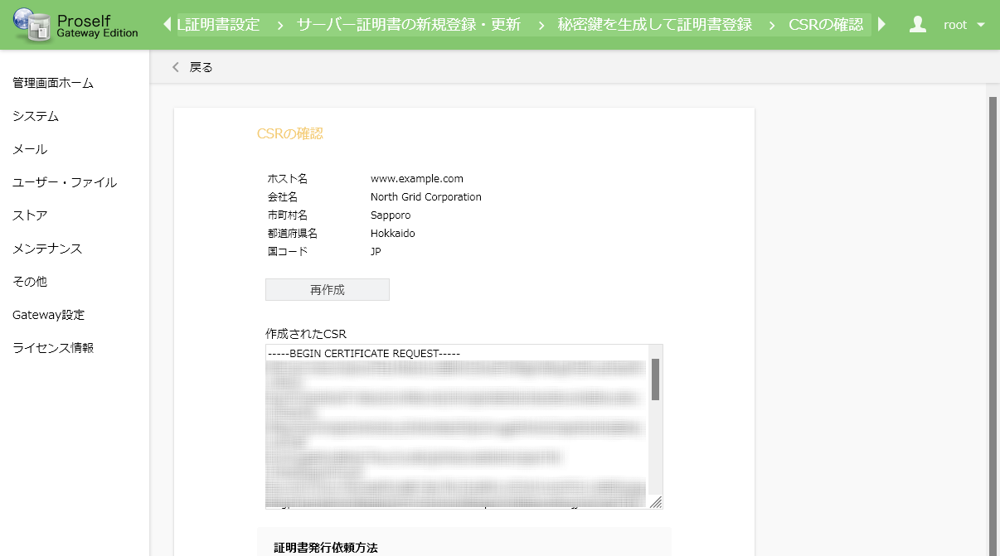 Proself
Gateway Edition
L証明書設定 › サーバー証明書の新規登録・更新 › 秘密鍵を生成して証明書登録 › CSRの確認
root
戻る
管理画面ホーム
システム
メール
ユーザー・ファイル
ストア
メンテナンス
その他
Gateway設定
ライセンス情報
CSRの確認
ホスト名 www.example.com
会社名 North Grid Corporation
市町村名 Sapporo
都道府県名 Hokkaido
国コード JP
再作成
作成されたCSR
-----BEGIN CERTIFICATE REQUEST-----
証明書発行依頼方法